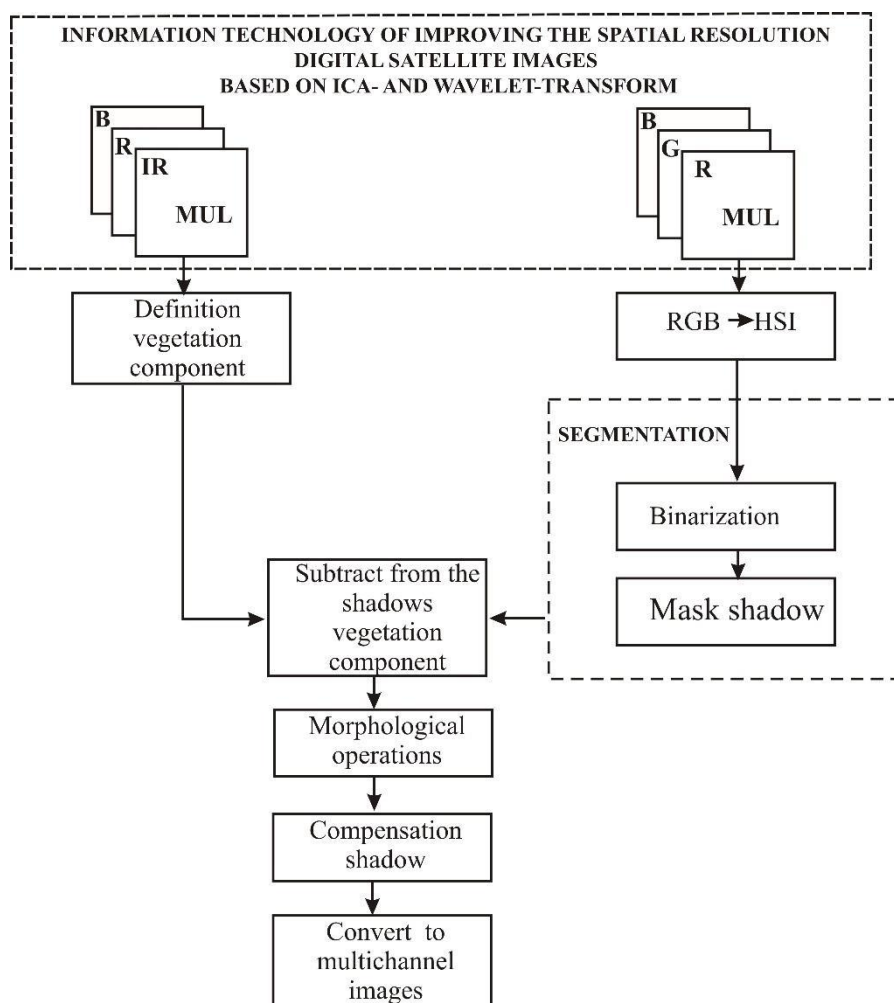 INFORMATION TECHNOLOGY OF IMPROVING THE SPATIAL RESOLUTION
DIGITAL SATELLITE IMAGES
BASED ON ICA- AND WAVELET-TRANSFORM
B
R
IR
MUL
B
G
R
MUL
Definition
vegetation
component
RGB → HSI
SEGMENTATION
Binarization
Mask shadow
Subtract from the
shadows
vegetation
component
Morphological
operations
Compensation
shadow
Convert to
multichannel
images